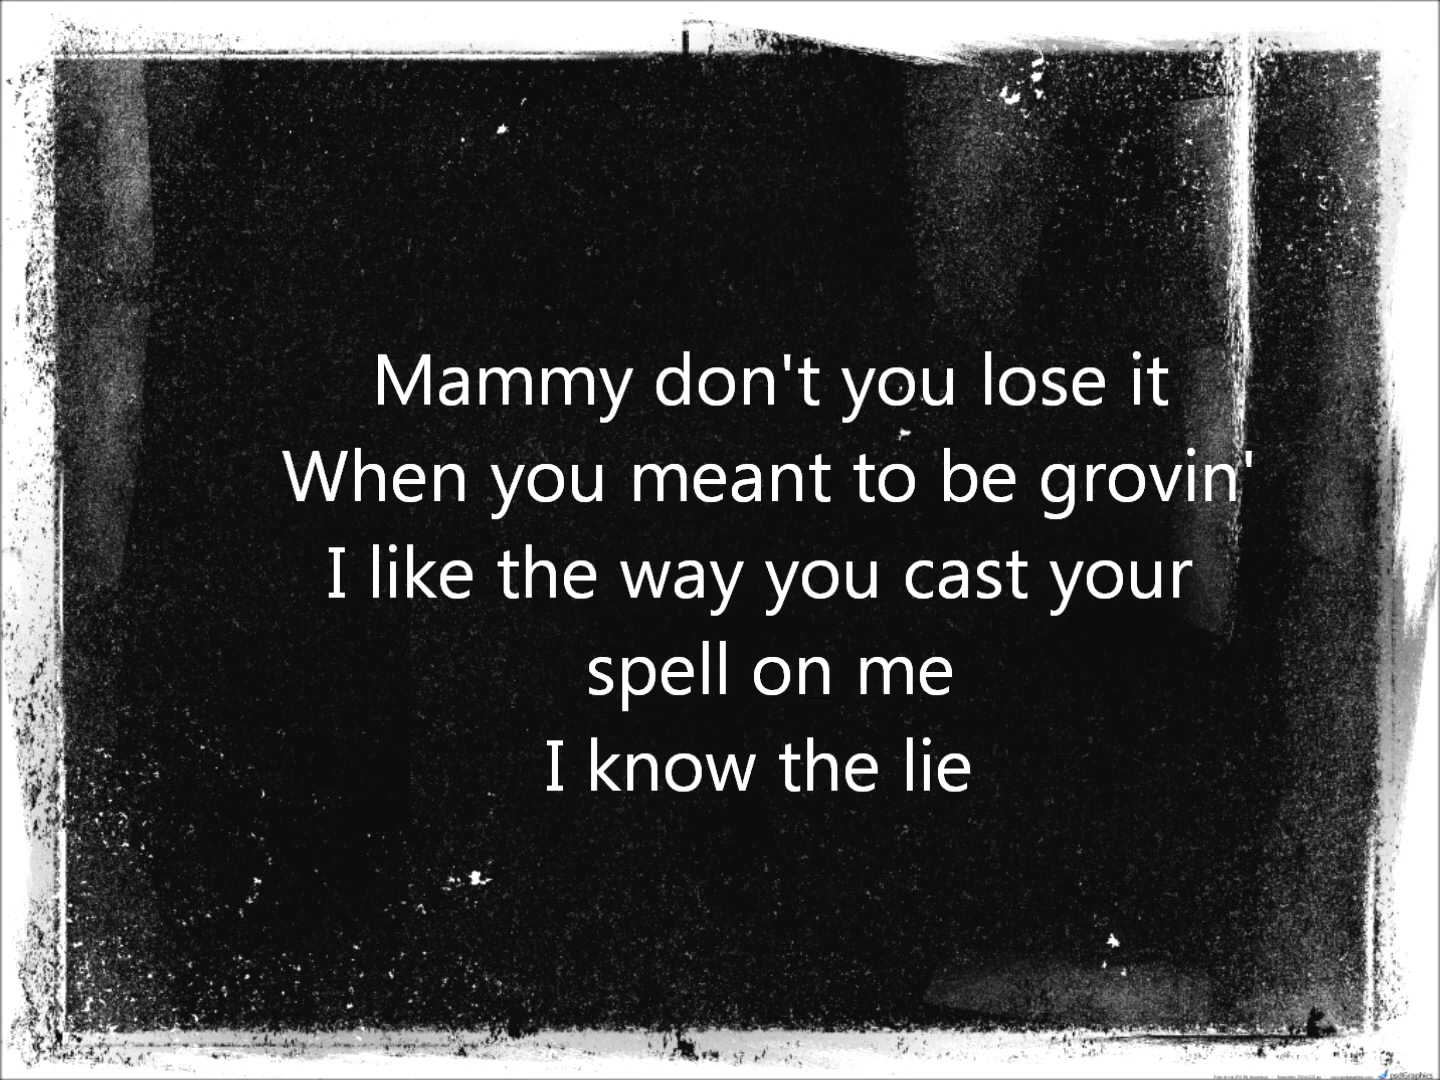 Mammy don't you lose it
When you meant to be grovin'
I like the way you cast your
spell on me
I know the lie
psdGraphics